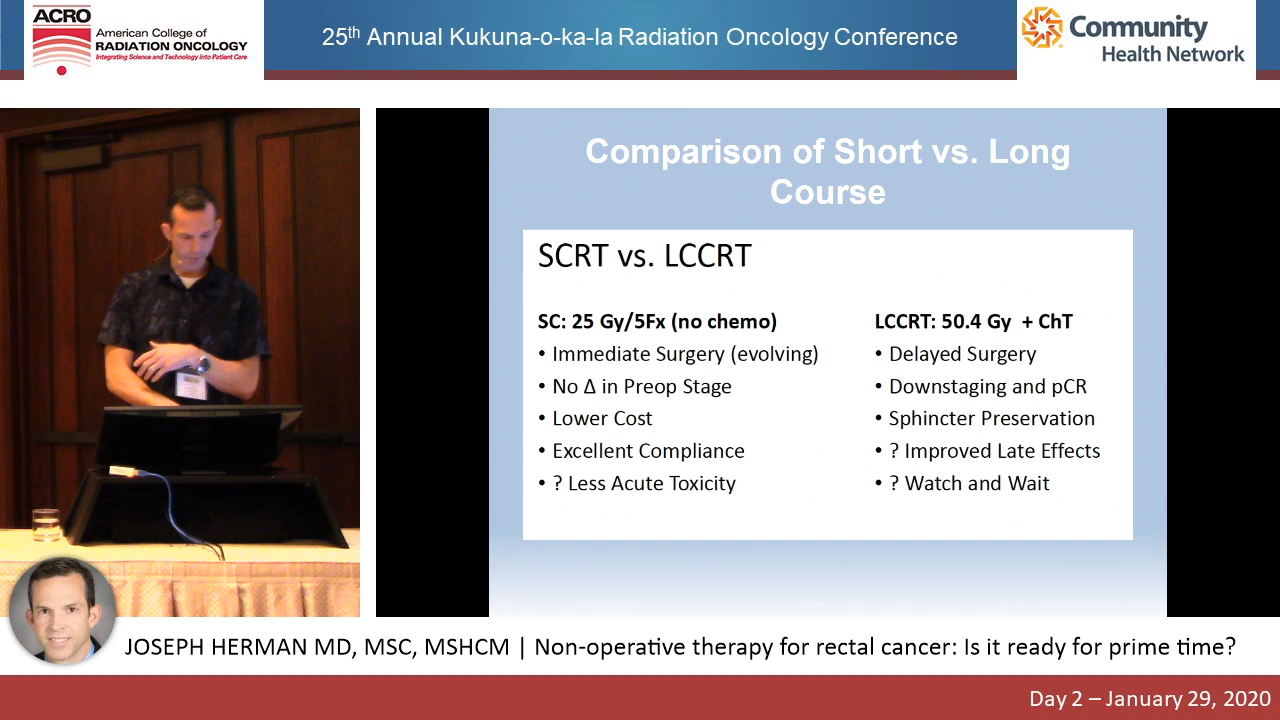 ACRO
American College of
RADIATION ONCOLOGY
Integrating Science and Technology Into Patient Care
25th Annual Kukuna-o-ka-la Radiation Oncology Conference
Community
Health Network
Comparison of Short vs. Long
Course
SCRT vs. LCCRT
SC: 25 Gy/5Fx (no chemo)
• Immediate Surgery (evolving)
• No Δ in Preop Stage
• Lower Cost
• Excellent Compliance
• ? Less Acute Toxicity
LCCRT: 50.4 Gy + ChT
• Delayed Surgery
• Downstaging and pCR
• Sphincter Preservation
• ? Improved Late Effects
• ? Watch and Wait
JOSEPH HERMAN MD, MSC, MSHCM | Non-operative therapy for rectal cancer: Is it ready for prime time?
Day 2 – January 29, 2020